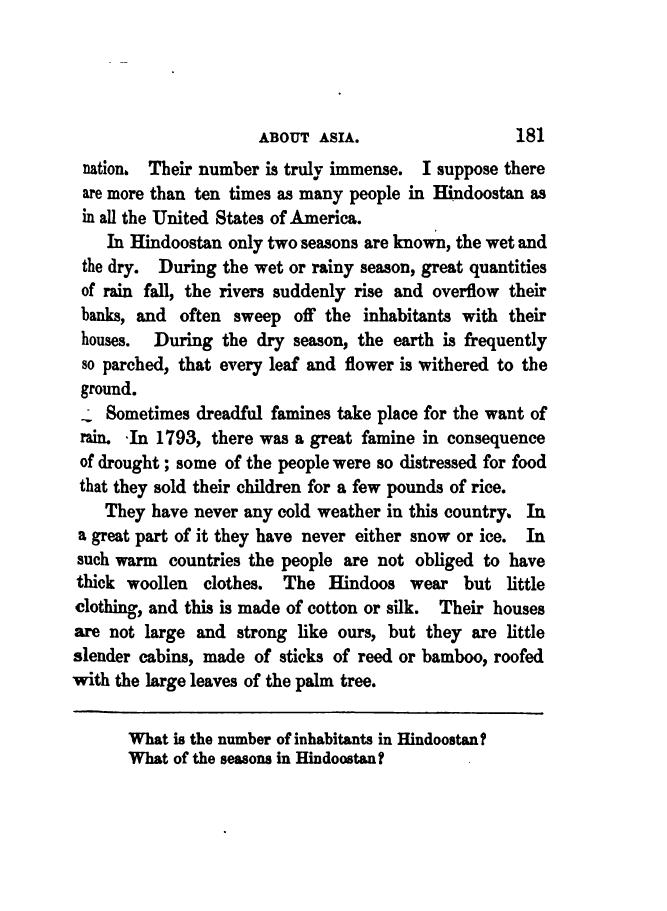 ABOUT ASIA. 181
nation. Their number is truly immense. I suppose there
are more than ten times as many people in Hindoostan as
in all the United States of America.
In Hindoostan only two seasons are known, the wet and
the dry. During the wet or rainy season, great quantities
of rain fall, the rivers suddenly rise and overflow their
banks, and often sweep off the inhabitants with their
houses. During the dry season, the earth is frequently
so parched, that every leaf and flower is withered to the
ground.
Sometimes dreadful famines take place for the want of
rain. In 1793, there was a great famine in consequence
of drought; some of the people were so distressed for food
that they sold their children for a few pounds of rice.
They have never any cold weather in this country. In
a great part of it they have never either snow or ice. In
such warm countries the people are not obliged to have
thick woollen clothes. The Hindoos wear but little
clothing, and this is made of cotton or silk. Their houses
are not large and strong like ours, but they are little
slender cabins, made of sticks of reed or bamboo, roofed
with the large leaves of the palm tree.
What is the number of inhabitants in Hindoostan?
What of the seasons in Hindoostan?